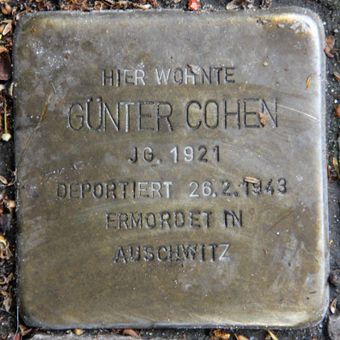 HIER WOHNTE
GÜNTER COHEN
JG. 1921
DEPORTIERT 26.2.1943
ERMORDET IN
AUSCHWITZ